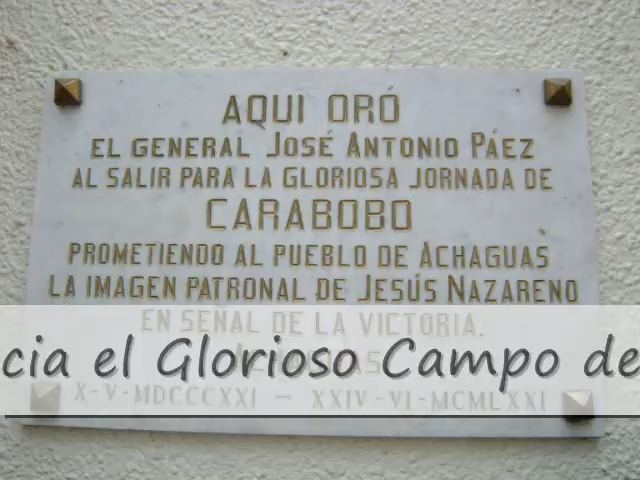 AQUI ORÓ
EL GENERAL JOSÉ ANTONIO PÁEZ
AL SALIR PARA LA GLORIOSA JORNADA DE
CARABOBO
PROMETIENDO AL PUEBLO DE ACHAGUAS
LA IMAGEN PATRONAL DE JESÚS NAZARENO
EN SEÑAL DE LA VICTORIA.
cia el Glorioso Campo de
X-V-MDCCCXXI - XXIV-VI-MCMLXXI